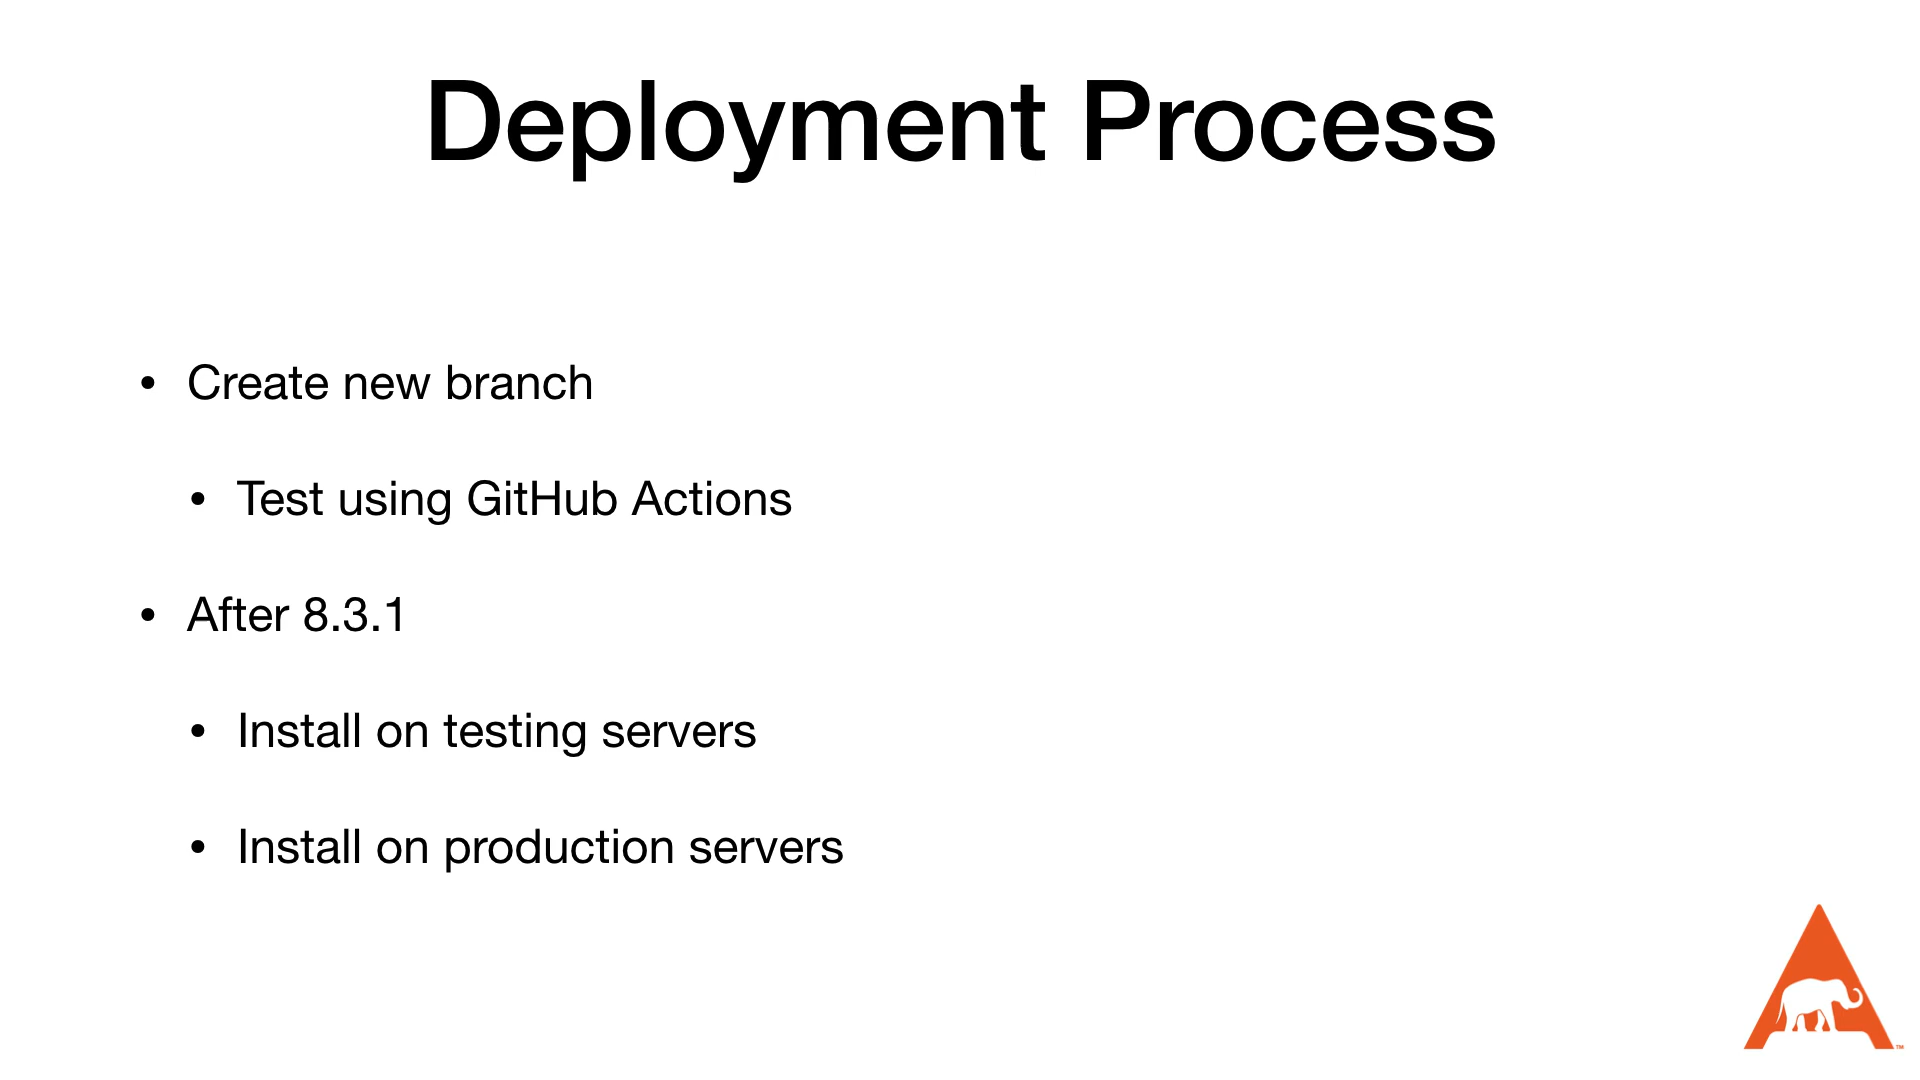 Deployment Process
• Create new branch
• Test using GitHub Actions
• After 8.3.1
• Install on testing servers
• Install on production servers
™